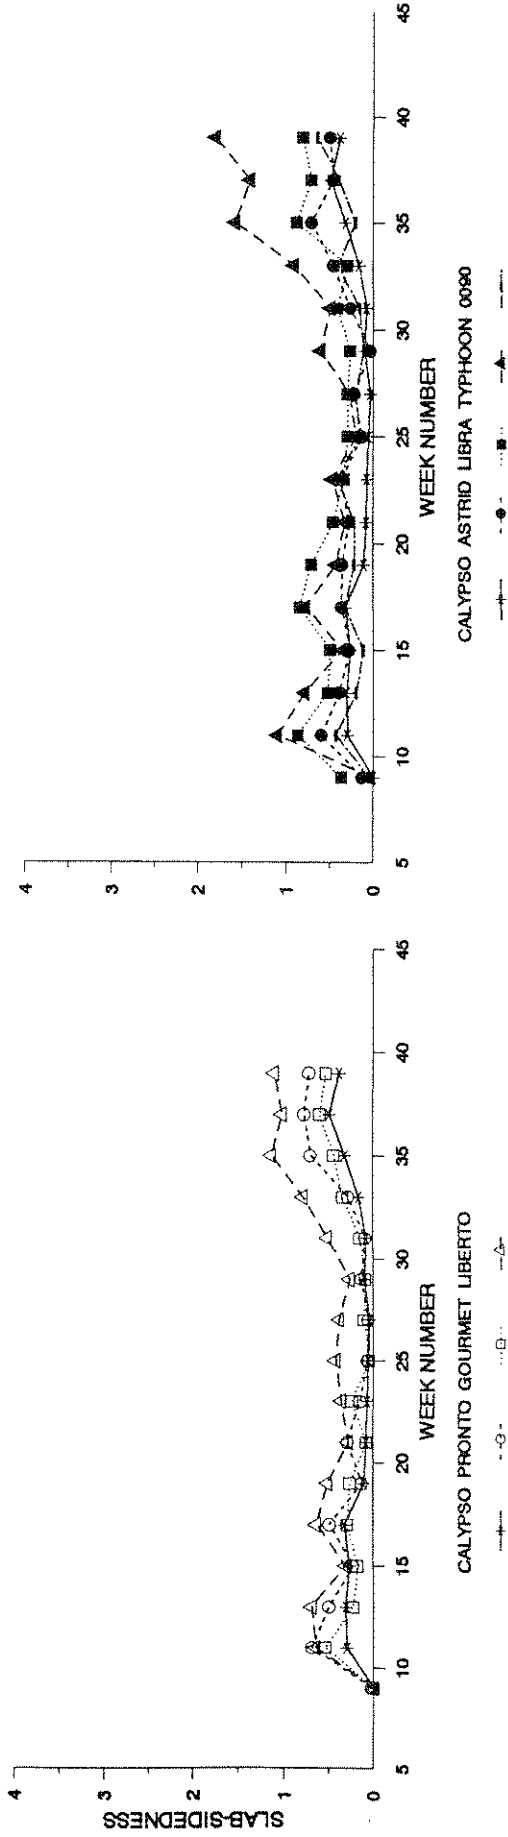 SLAB-SIDEDNESS
4
3
2
1
0
5 10 15 20 25 30 35 40 45
WEEK NUMBER
CALYPSO PRONTO GOURMET LIBERTO
4
3
2
1
0
5 10 15 20 25 30 35 40 45
WEEK NUMBER
CALYPSO ASTRID LIBRA TYPHOON 0090